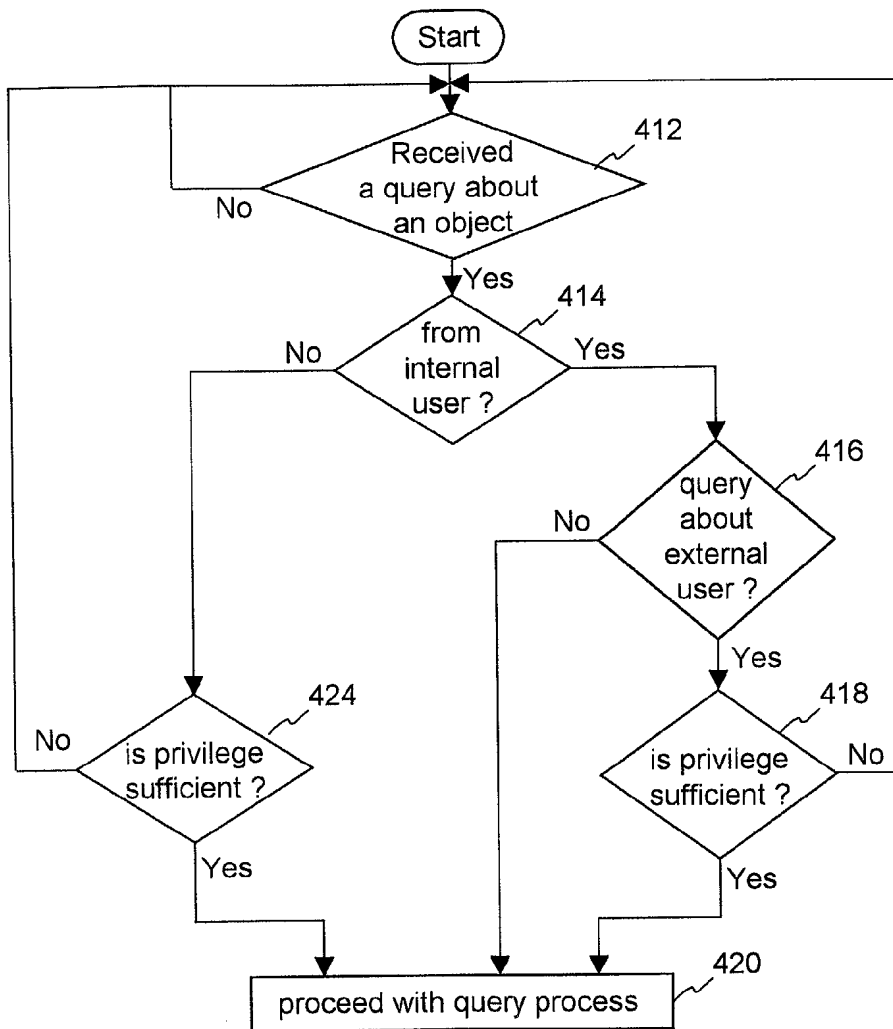 Start
Received
a query about
an object
412
No
Yes
from
internal
user ?
414
No
Yes
query
about
external
user ?
416
No
Yes
is privilege
sufficient ?
424
No
Yes
is privilege
sufficient ?
418
No
Yes
proceed with query process
420